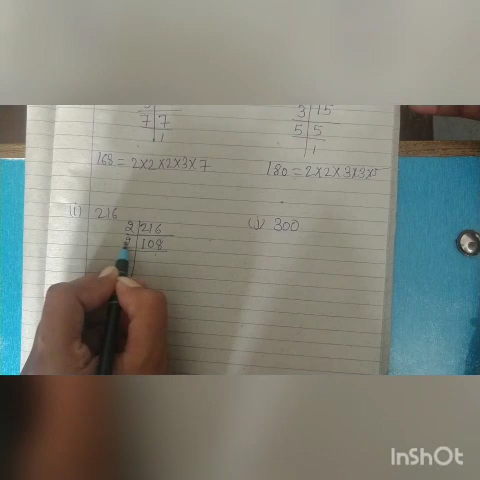 7 | 7
1
168 = 2×2×2×3×7
3 | 15
5 | 5
1
180 = 2×2×3×3×5
(i) 216
2 | 216
2 | 108
(j) 300
InShOt